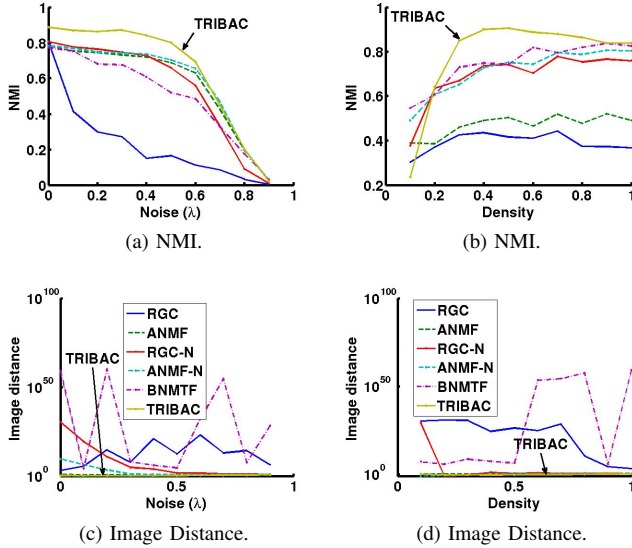 1
0.8
0.6
0.4
0.2
0
NMI
TRIBAC
0 0.2 0.4 0.6 0.8 1
Noise (λ)
(a) NMI.
1
0.8
0.6
0.4
0.2
NMI
TRIBAC
0 0.2 0.4 0.6 0.8 1
Density
(b) NMI.
10^100
10^50
10^0
Image distance
TRIBAC
RGC
ANMF
RGC-N
ANMF-N
BNMTF
TRIBAC
0 0.5 1
Noise (λ)
(c) Image Distance.
10^100
10^50
10^0
Image distance
RGC
ANMF
RGC-N
ANMF-N
BNMTF
TRIBAC
TRIBAC
0 0.5 1
Density
(d) Image Distance.